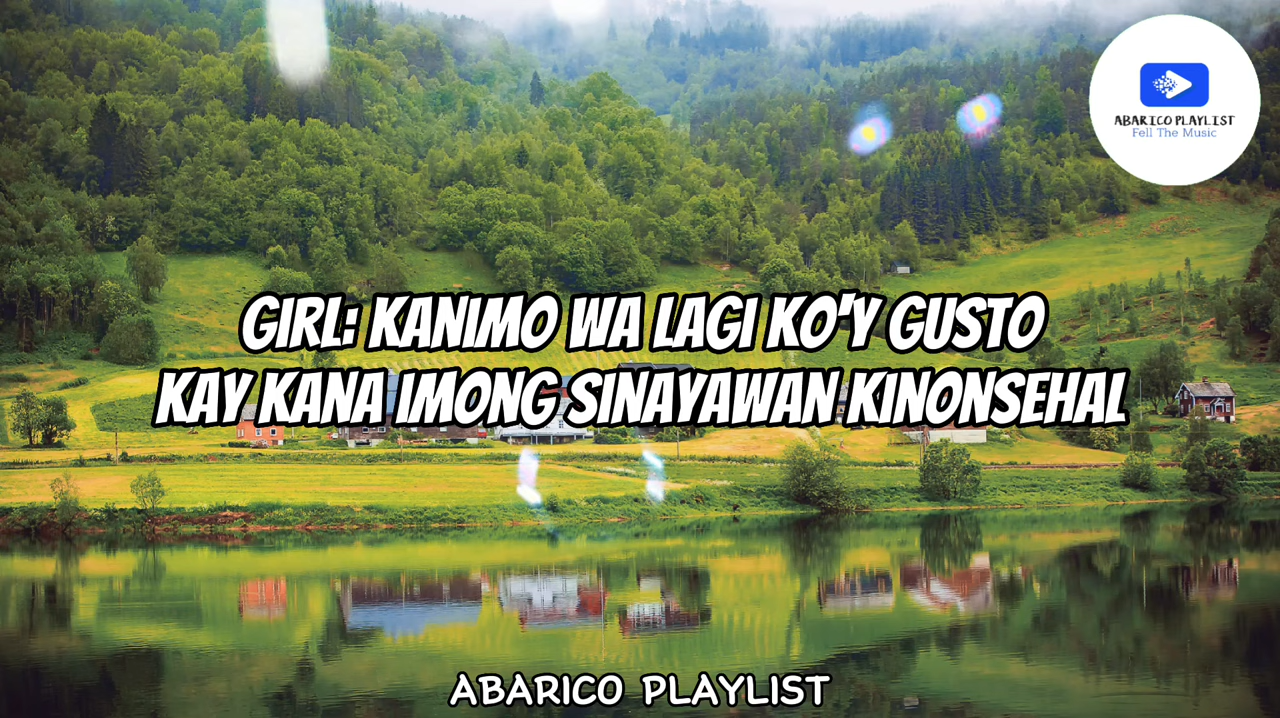 ABARICO PLAYLIST
Fell The Music
GIRL: KANIMO WA LAGI KO'Y GUSTO
KAY KANA IMONG SINAYAWAN KINONSEHAL
ABARICO PLAYLIST